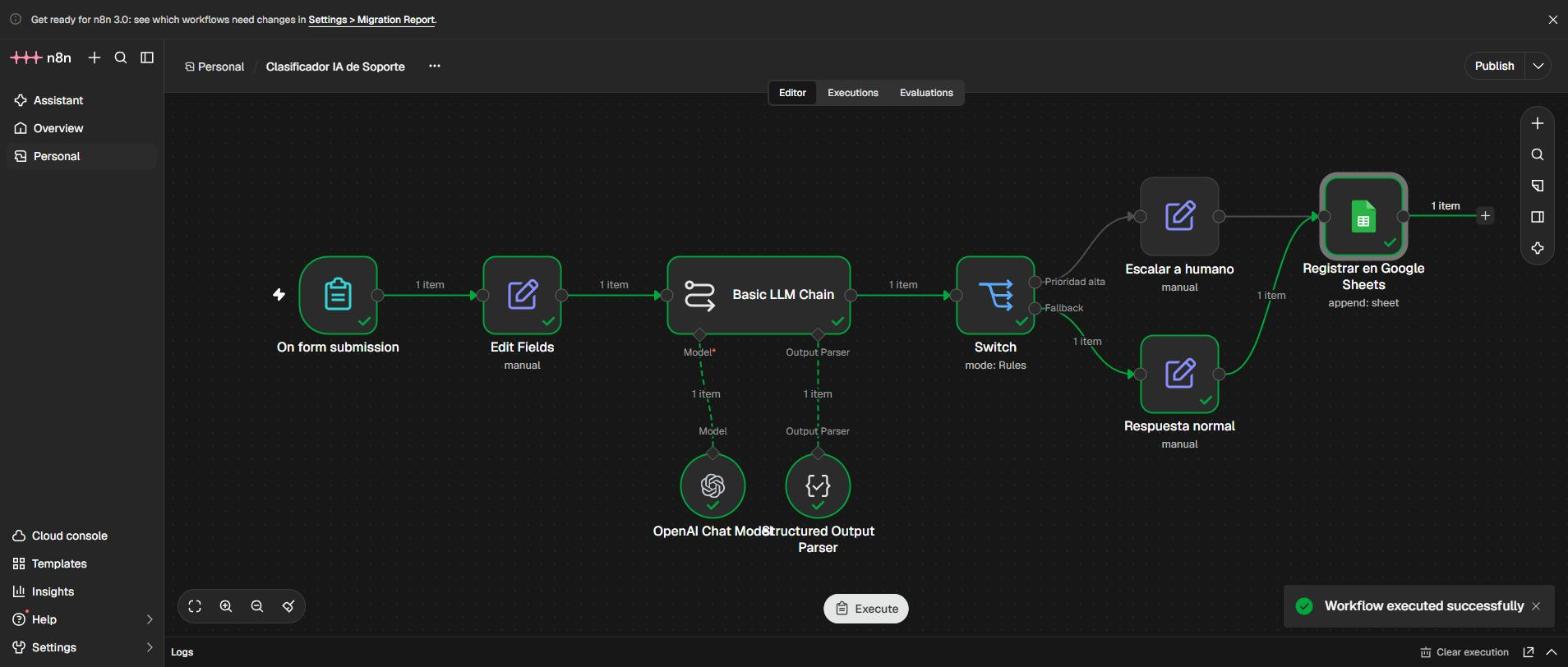 Get ready for n8n 3.0: see which workflows need changes in Settings > Migration Report.
n8n
Personal / Clasificador IA de Soporte ...
Publish
Editor Executions Evaluations
Assistant
Overview
Personal
1 item
1 item
1 item
1 item
1 item
1 item
On form submission
Edit Fields
manual
Basic LLM Chain
Model*
Output Parser
1 item
1 item
Model
Output Parser
OpenAI Chat Model
Structured Output
Parser
Switch
mode: Rules
Prioridad alta
Fallback
Escalar a humano
manual
Respuesta normal
manual
Registrar en Google
Sheets
append: sheet
Cloud console
Templates
Insights
Help
Settings
Execute
Workflow executed successfully
Logs
Clear execution